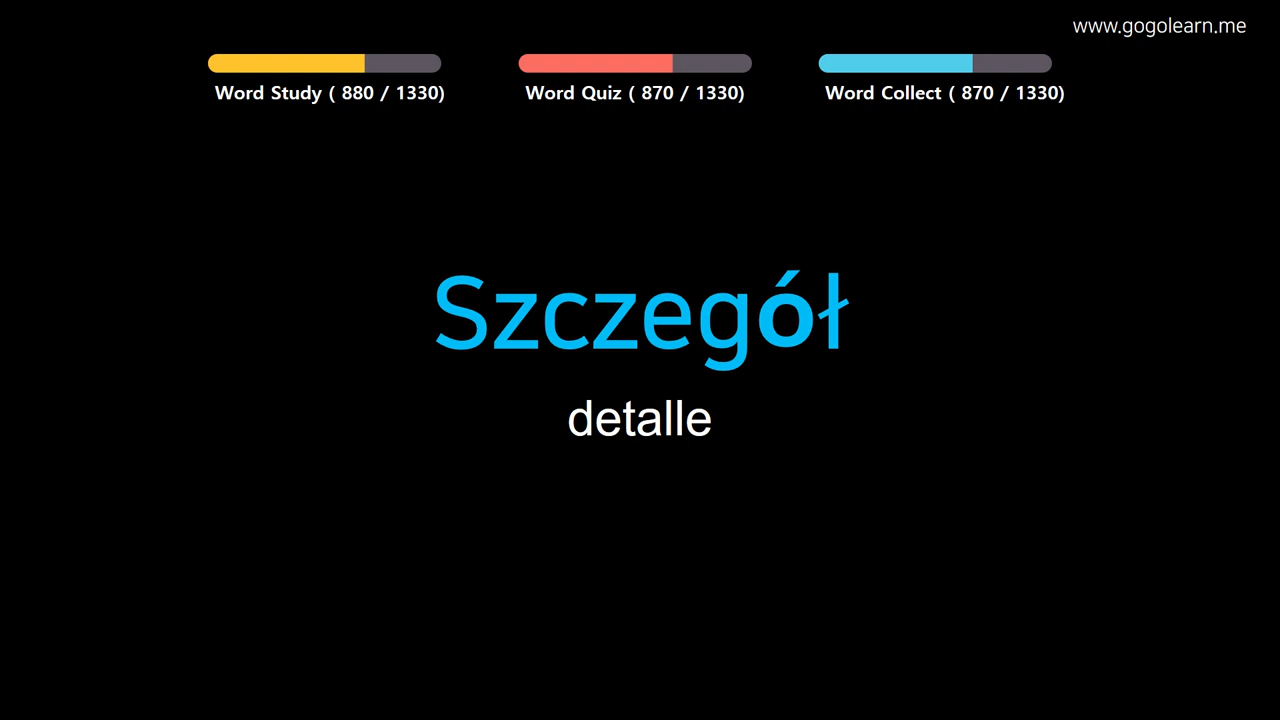 www.gogolearn.me
Word Study ( 880 / 1330)
Word Quiz ( 870 / 1330)
Word Collect ( 870 / 1330)
Szczegół
detalle